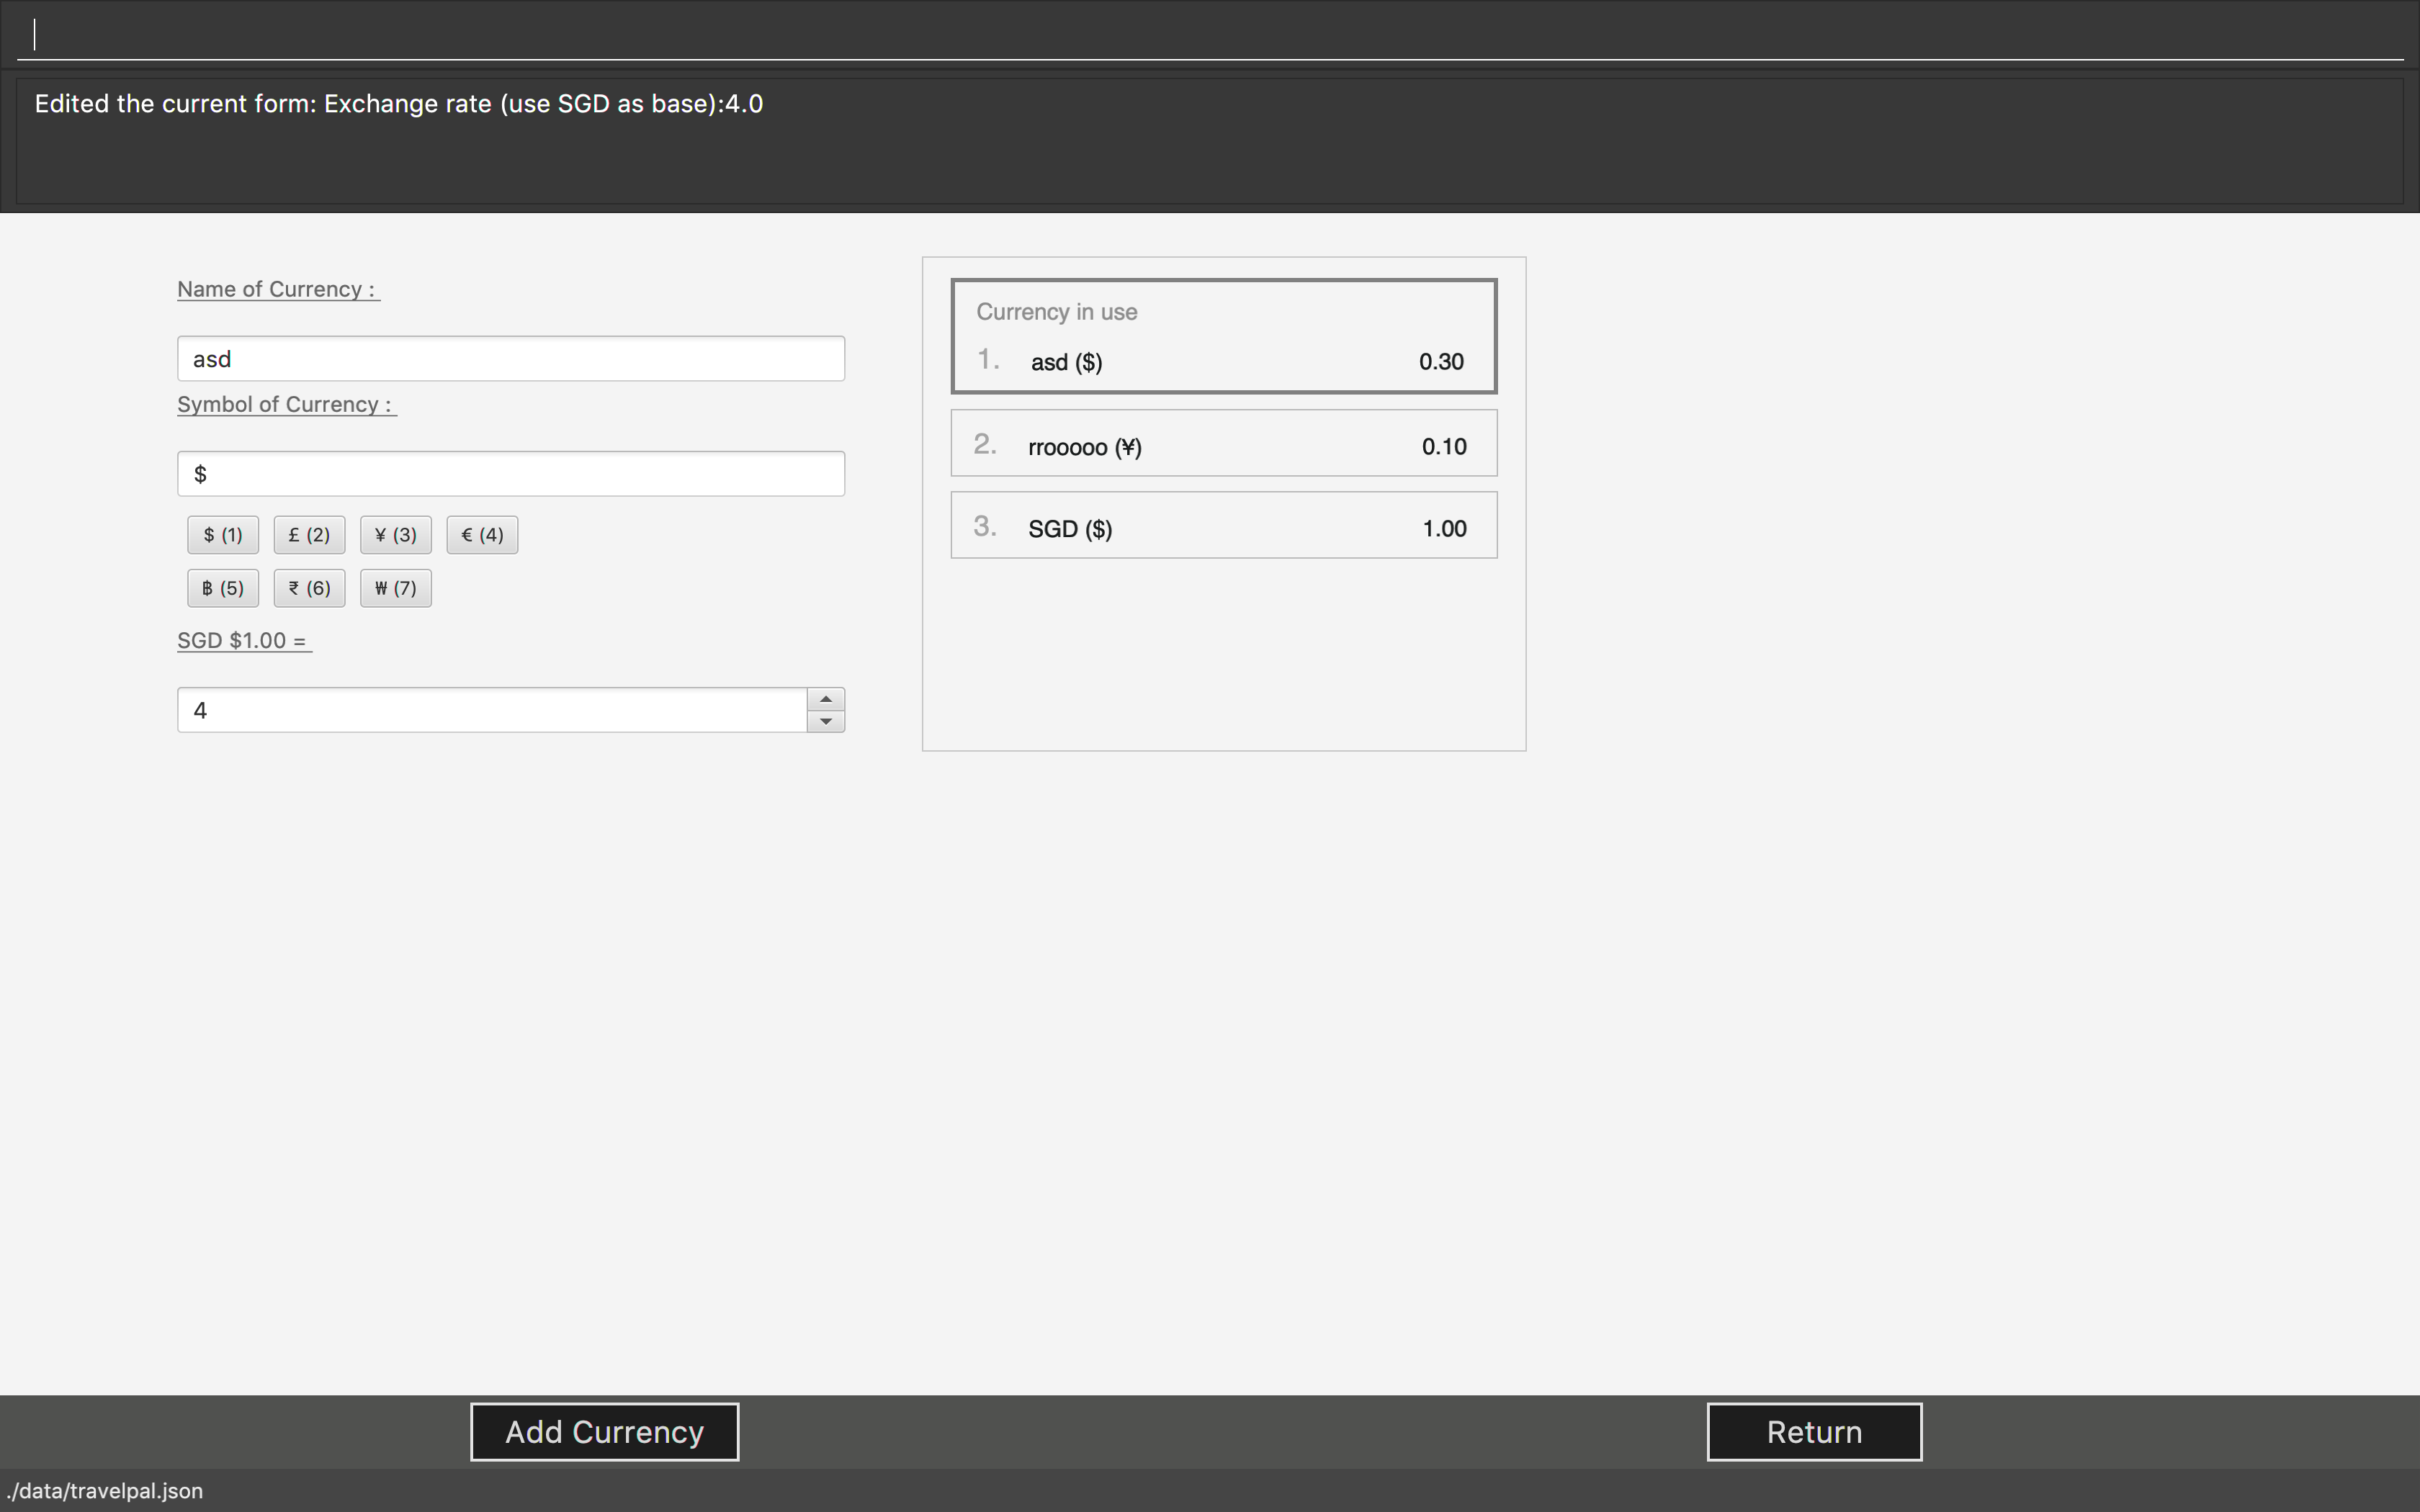 Edited the current form: Exchange rate (use SGD as base):4.0
Name of Currency :
asd
Symbol of Currency :
$
$ (1) £ (2) ¥ (3) € (4)
฿ (5) ₹ (6) ₩ (7)
SGD $1.00 =
4
Currency in use
1. asd ($) 0.30
2. rrooooo (¥) 0.10
3. SGD ($) 1.00
Add Currency Return
./data/travelpal.json